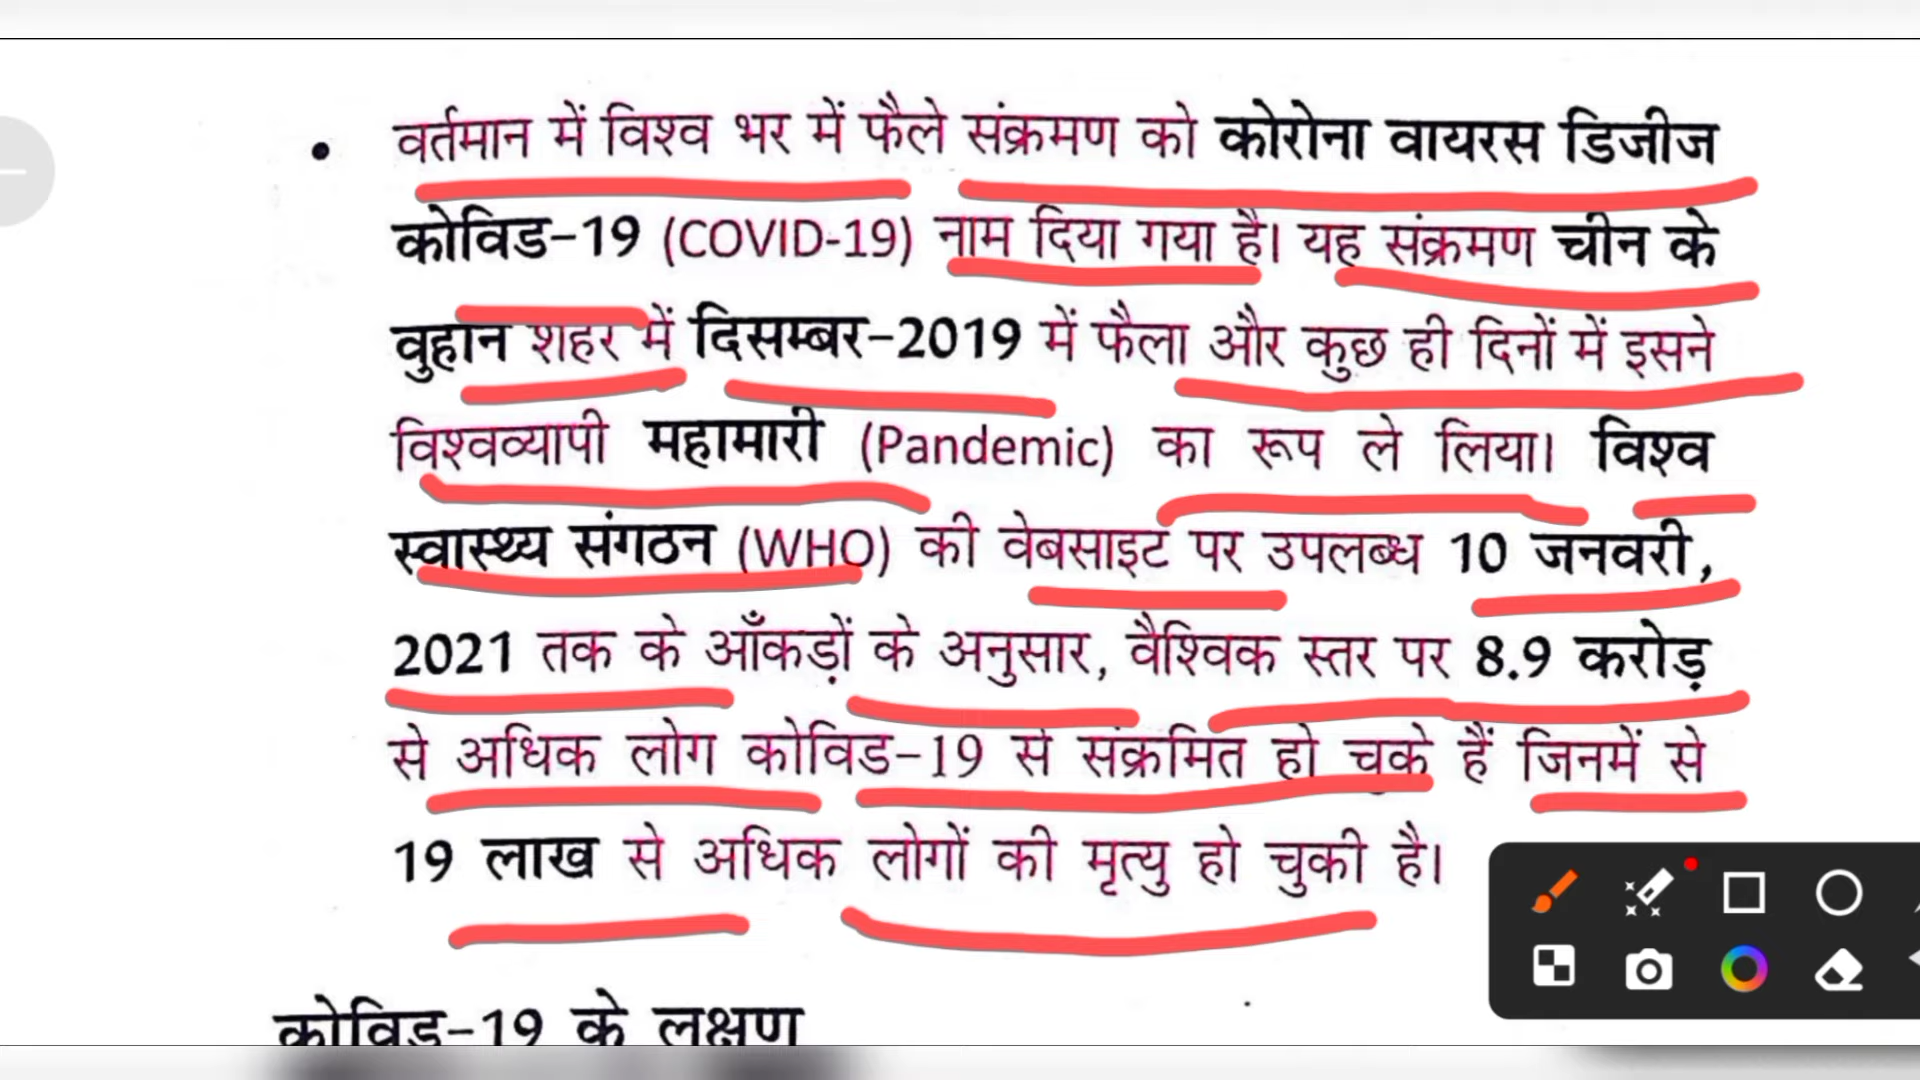 • वर्तमान में विश्व भर में फैले संक्रमण को कोरोना वायरस डिजीज
कोविड-19 (COVID-19) नाम दिया गया है। यह संक्रमण चीन के
वुहान शहर में दिसम्बर-2019 में फैला और कुछ ही दिनों में इसने
विश्वव्यापी महामारी (Pandemic) का रूप ले लिया। विश्व
स्वास्थ्य संगठन (WHO) की वेबसाइट पर उपलब्ध 10 जनवरी,
2021 तक के आँकड़ों के अनुसार, वैश्विक स्तर पर 8.9 करोड़
से अधिक लोग कोविड-19 से संक्रमित हो चुके हैं जिनमें से
19 लाख से अधिक लोगों की मृत्यु हो चुकी है।
कोविड-19 के लक्षण